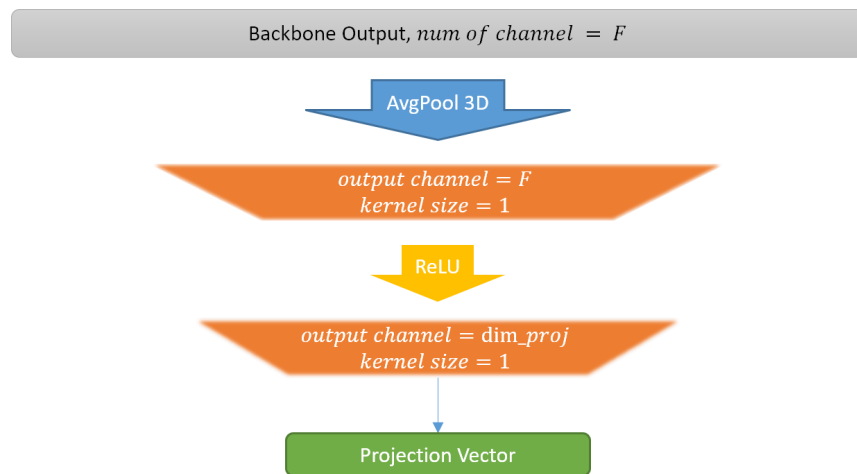 Backbone Output, num of channel = F
AvgPool 3D
output channel = F
kernel size = 1
ReLU
output channel = dim_proj
kernel size = 1
Projection Vector